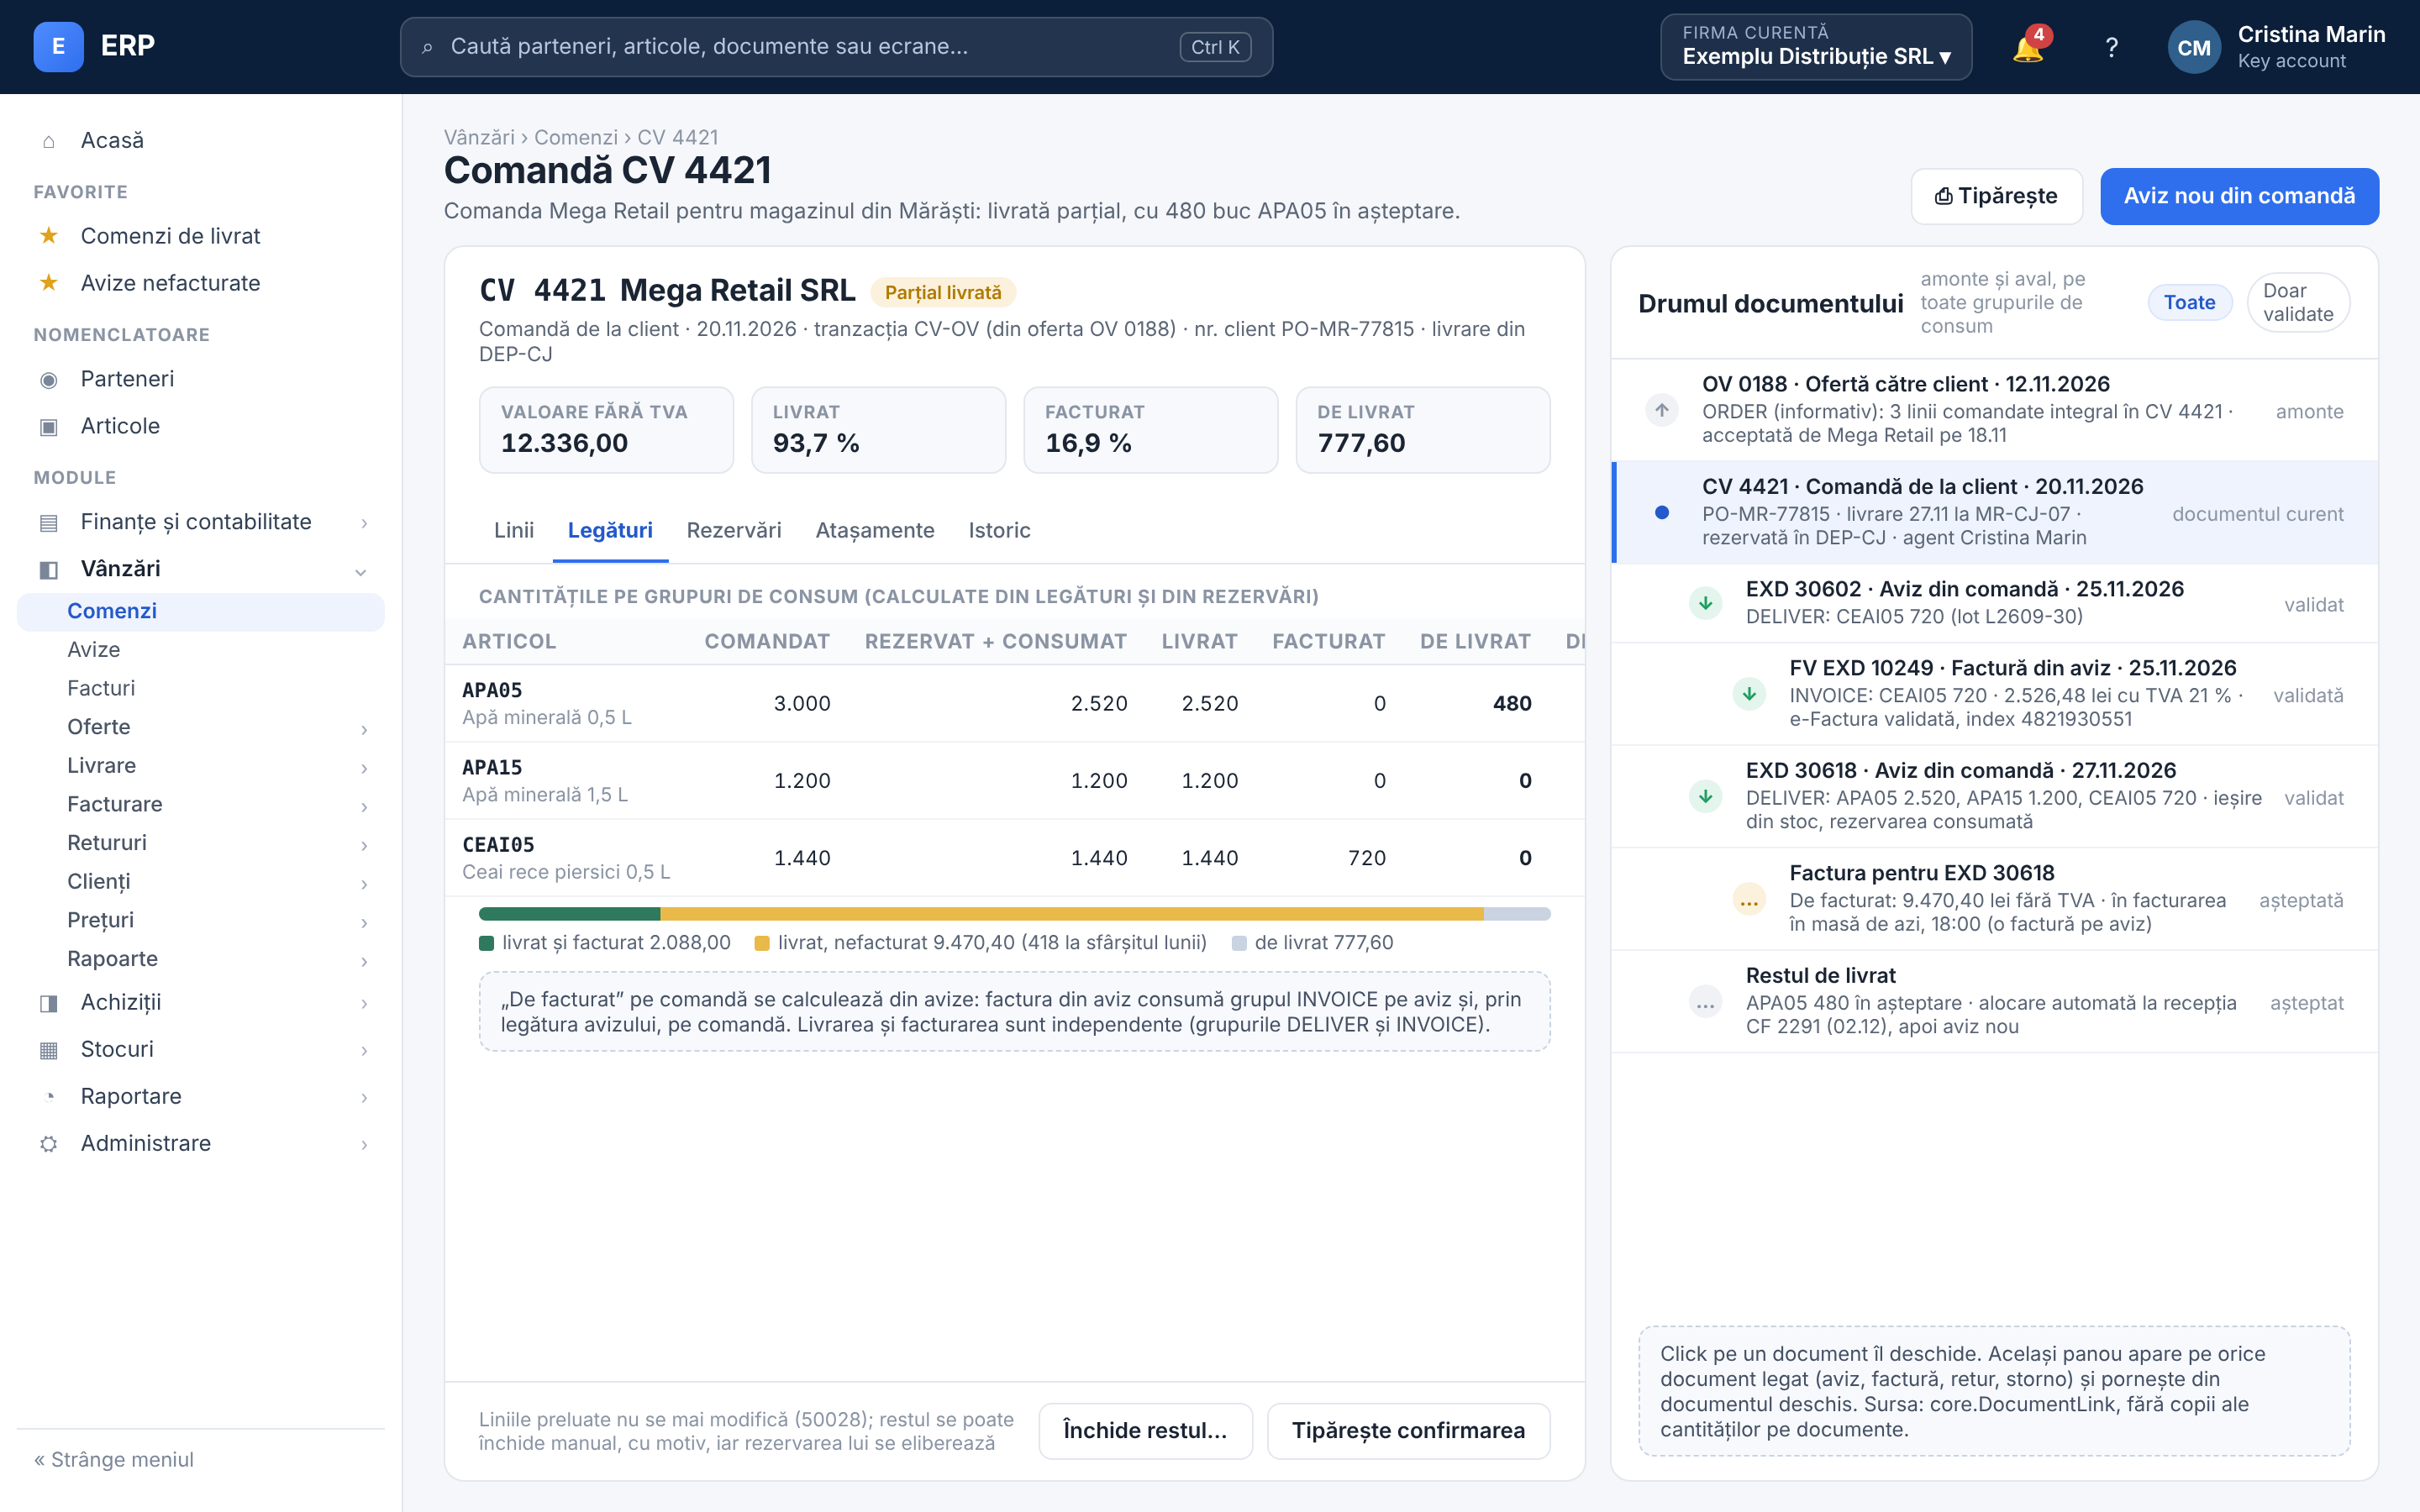 E ERP
Caută parteneri, articole, documente sau ecrane... Ctrl K
FIRMA CURENTĂ
Exemplu Distribuție SRL ▾
4
?
CM
Cristina Marin
Key account
Acasă
FAVORITE
★ Comenzi de livrat
★ Avize nefacturate
NOMENCLATOARE
Parteneri
Articole
MODULE
Finanțe și contabilitate ›
Vânzări
Comenzi
Avize
Facturi
Oferte ›
Livrare ›
Facturare ›
Retururi ›
Clienți ›
Prețuri ›
Rapoarte ›
Achiziții ›
Stocuri ›
Raportare ›
Administrare ›
« Strânge meniul
Vânzări › Comenzi › CV 4421
Comandă CV 4421
Comanda Mega Retail pentru magazinul din Mărăști: livrată parțial, cu 480 buc APA05 în așteptare.
Tipărește
Aviz nou din comandă
CV 4421 Mega Retail SRL Parțial livrată
Comandă de la client · 20.11.2026 · tranzacția CV-OV (din oferta OV 0188) · nr. client PO-MR-77815 · livrare din
DEP-CJ
VALOARE FĂRĂ TVA
12.336,00
LIVRAT
93,7 %
FACTURAT
16,9 %
DE LIVRAT
777,60
Linii Legături Rezervări Atașamente Istoric
CANTITĂȚILE PE GRUPURI DE CONSUM (CALCULATE DIN LEGĂTURI ȘI DIN REZERVĂRI)
ARTICOL COMANDAT REZERVAT + CONSUMAT LIVRAT FACTURAT DE LIVRAT
APA05
Apă minerală 0,5 L
3.000 2.520 2.520 0 480
APA15
Apă minerală 1,5 L
1.200 1.200 1.200 0 0
CEAI05
Ceai rece piersici 0,5 L
1.440 1.440 1.440 720 0
livrat și facturat 2.088,00 livrat, nefacturat 9.470,40 (418 la sfârșitul lunii) de livrat 777,60
„De facturat” pe comandă se calculează din avize: factura din aviz consumă grupul INVOICE pe aviz și, prin
legătura avizului, pe comandă. Livrarea și facturarea sunt independente (grupurile DELIVER și INVOICE).
Liniile preluate nu se mai modifică (50028); restul se poate
închide manual, cu motiv, iar rezervarea lui se eliberează
Închide restul...
Tipărește confirmarea
Drumul documentului
amonte și aval, pe
toate grupurile de
consum
Toate
Doar
validate
OV 0188 · Ofertă către client · 12.11.2026
ORDER (informativ): 3 linii comandate integral în CV 4421 ·
acceptată de Mega Retail pe 18.11
amonte
CV 4421 · Comandă de la client · 20.11.2026
PO-MR-77815 · livrare 27.11 la MR-CJ-07 ·
rezervată în DEP-CJ · agent Cristina Marin
documentul curent
EXD 30602 · Aviz din comandă · 25.11.2026
DELIVER: CEAI05 720 (lot L2609-30)
validat
FV EXD 10249 · Factură din aviz · 25.11.2026
INVOICE: CEAI05 720 · 2.526,48 lei cu TVA 21 % ·
e-Factura validată, index 4821930551
validată
EXD 30618 · Aviz din comandă · 27.11.2026
DELIVER: APA05 2.520, APA15 1.200, CEAI05 720 · ieșire
din stoc, rezervarea consumată
validat
Factura pentru EXD 30618
De facturat: 9.470,40 lei fără TVA · în facturarea
în masă de azi, 18:00 (o factură pe aviz)
așteptată
Restul de livrat
APA05 480 în așteptare · alocare automată la recepția
CF 2291 (02.12), apoi aviz nou
așteptat
Click pe un document îl deschide. Același panou apare pe orice
document legat (aviz, factură, retur, storno) și pornește din
documentul deschis. Sursa: core.DocumentLink, fără copii ale
cantităților pe documente.